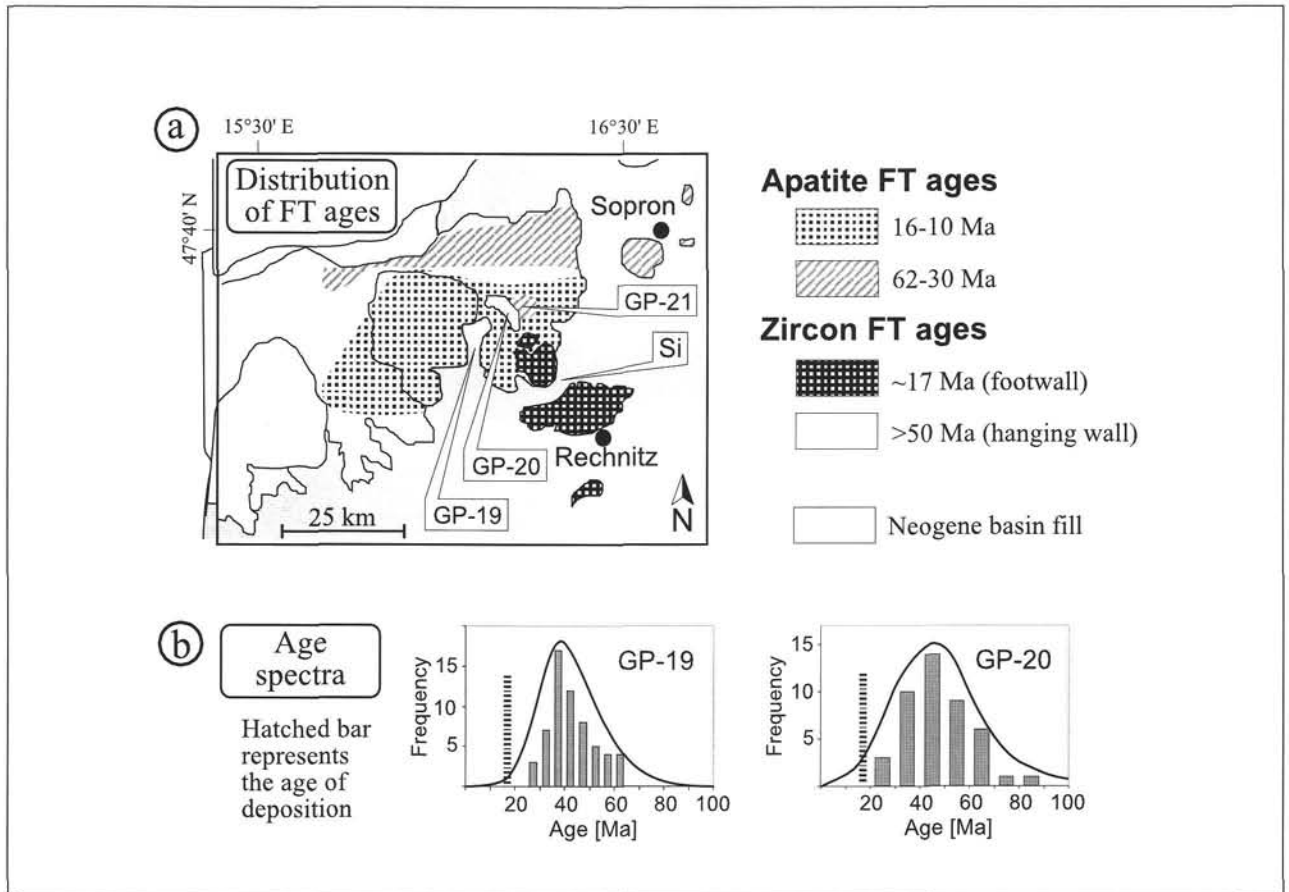 a
15°30' E
16°30' E
47°40' N
Distribution
of FT ages
Sopron
GP-21
Si
Rechnitz
GP-20
GP-19
25 km
N
Apatite FT ages
16-10 Ma
62-30 Ma
Zircon FT ages
~17 Ma (footwall)
>50 Ma (hanging wall)
Neogene basin fill
b
Age
spectra
Hatched bar
represents
the age of
deposition
GP-19
Frequency
15
10
5
20 40 60 80 100
Age [Ma]
GP-20
Frequency
15
10
5
20 40 60 80 100
Age [Ma]